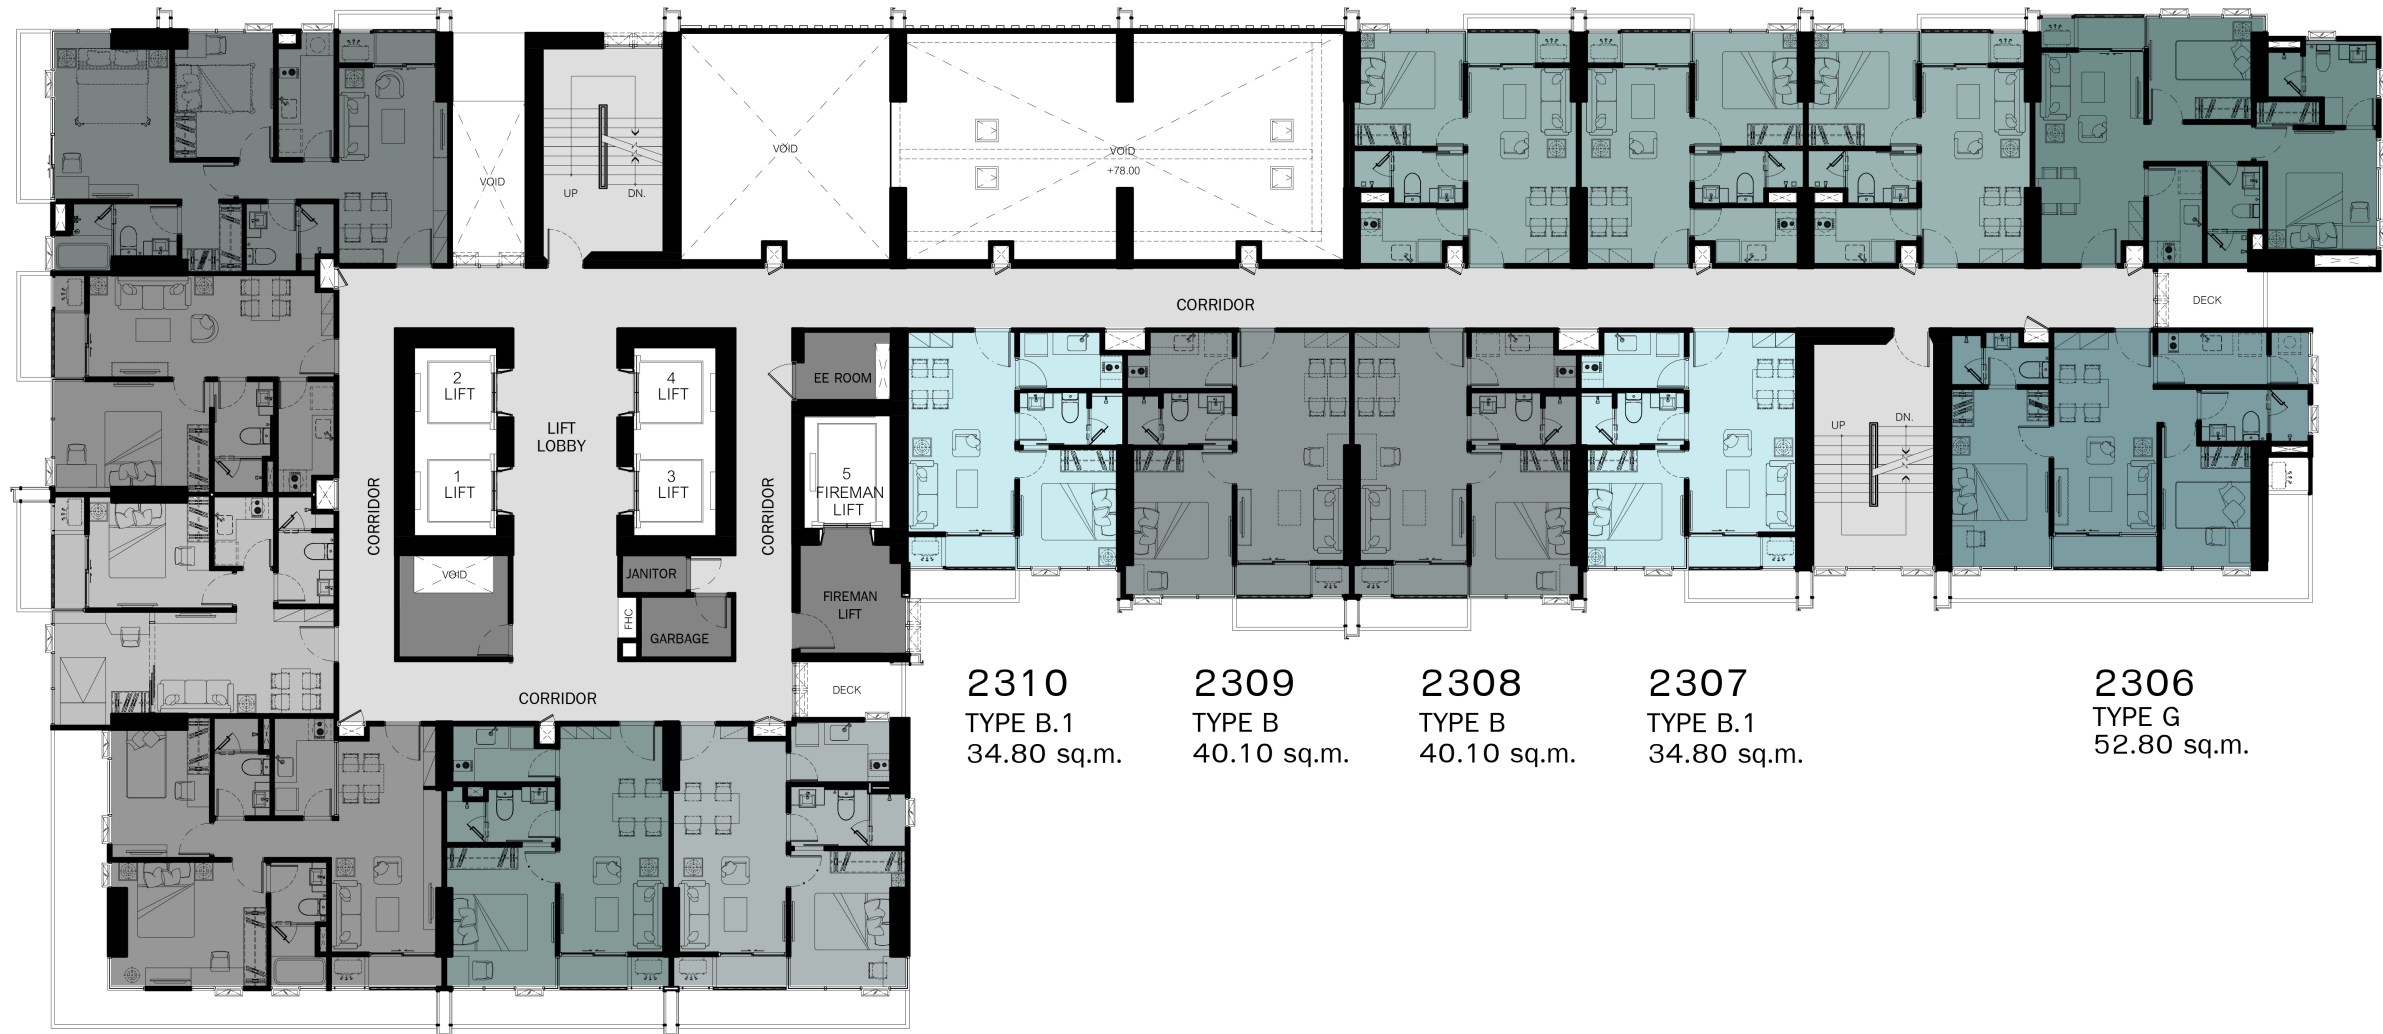 VOID
UP
DN.
VOID
VOID
+78.00
CORRIDOR
DECK
2
LIFT
4
LIFT
LIFT
LOBBY
1
LIFT
3
LIFT
CORRIDOR
CORRIDOR
EE ROOM
5
FIREMAN
LIFT
UP
DN.
VOID
JANITOR
FHC
GARBAGE
FIREMAN
LIFT
CORRIDOR
DECK
2310
TYPE B.1
34.80 sq.m.
2309
TYPE B
40.10 sq.m.
2308
TYPE B
40.10 sq.m.
2307
TYPE B.1
34.80 sq.m.
2306
TYPE G
52.80 sq.m.